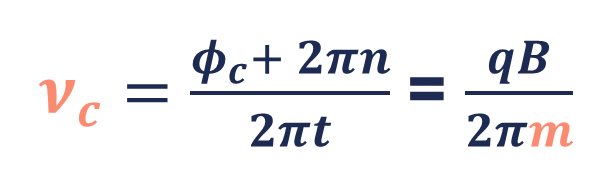 ν_c = (ϕ_c + 2πn) / (2πt) = qB / (2πm)